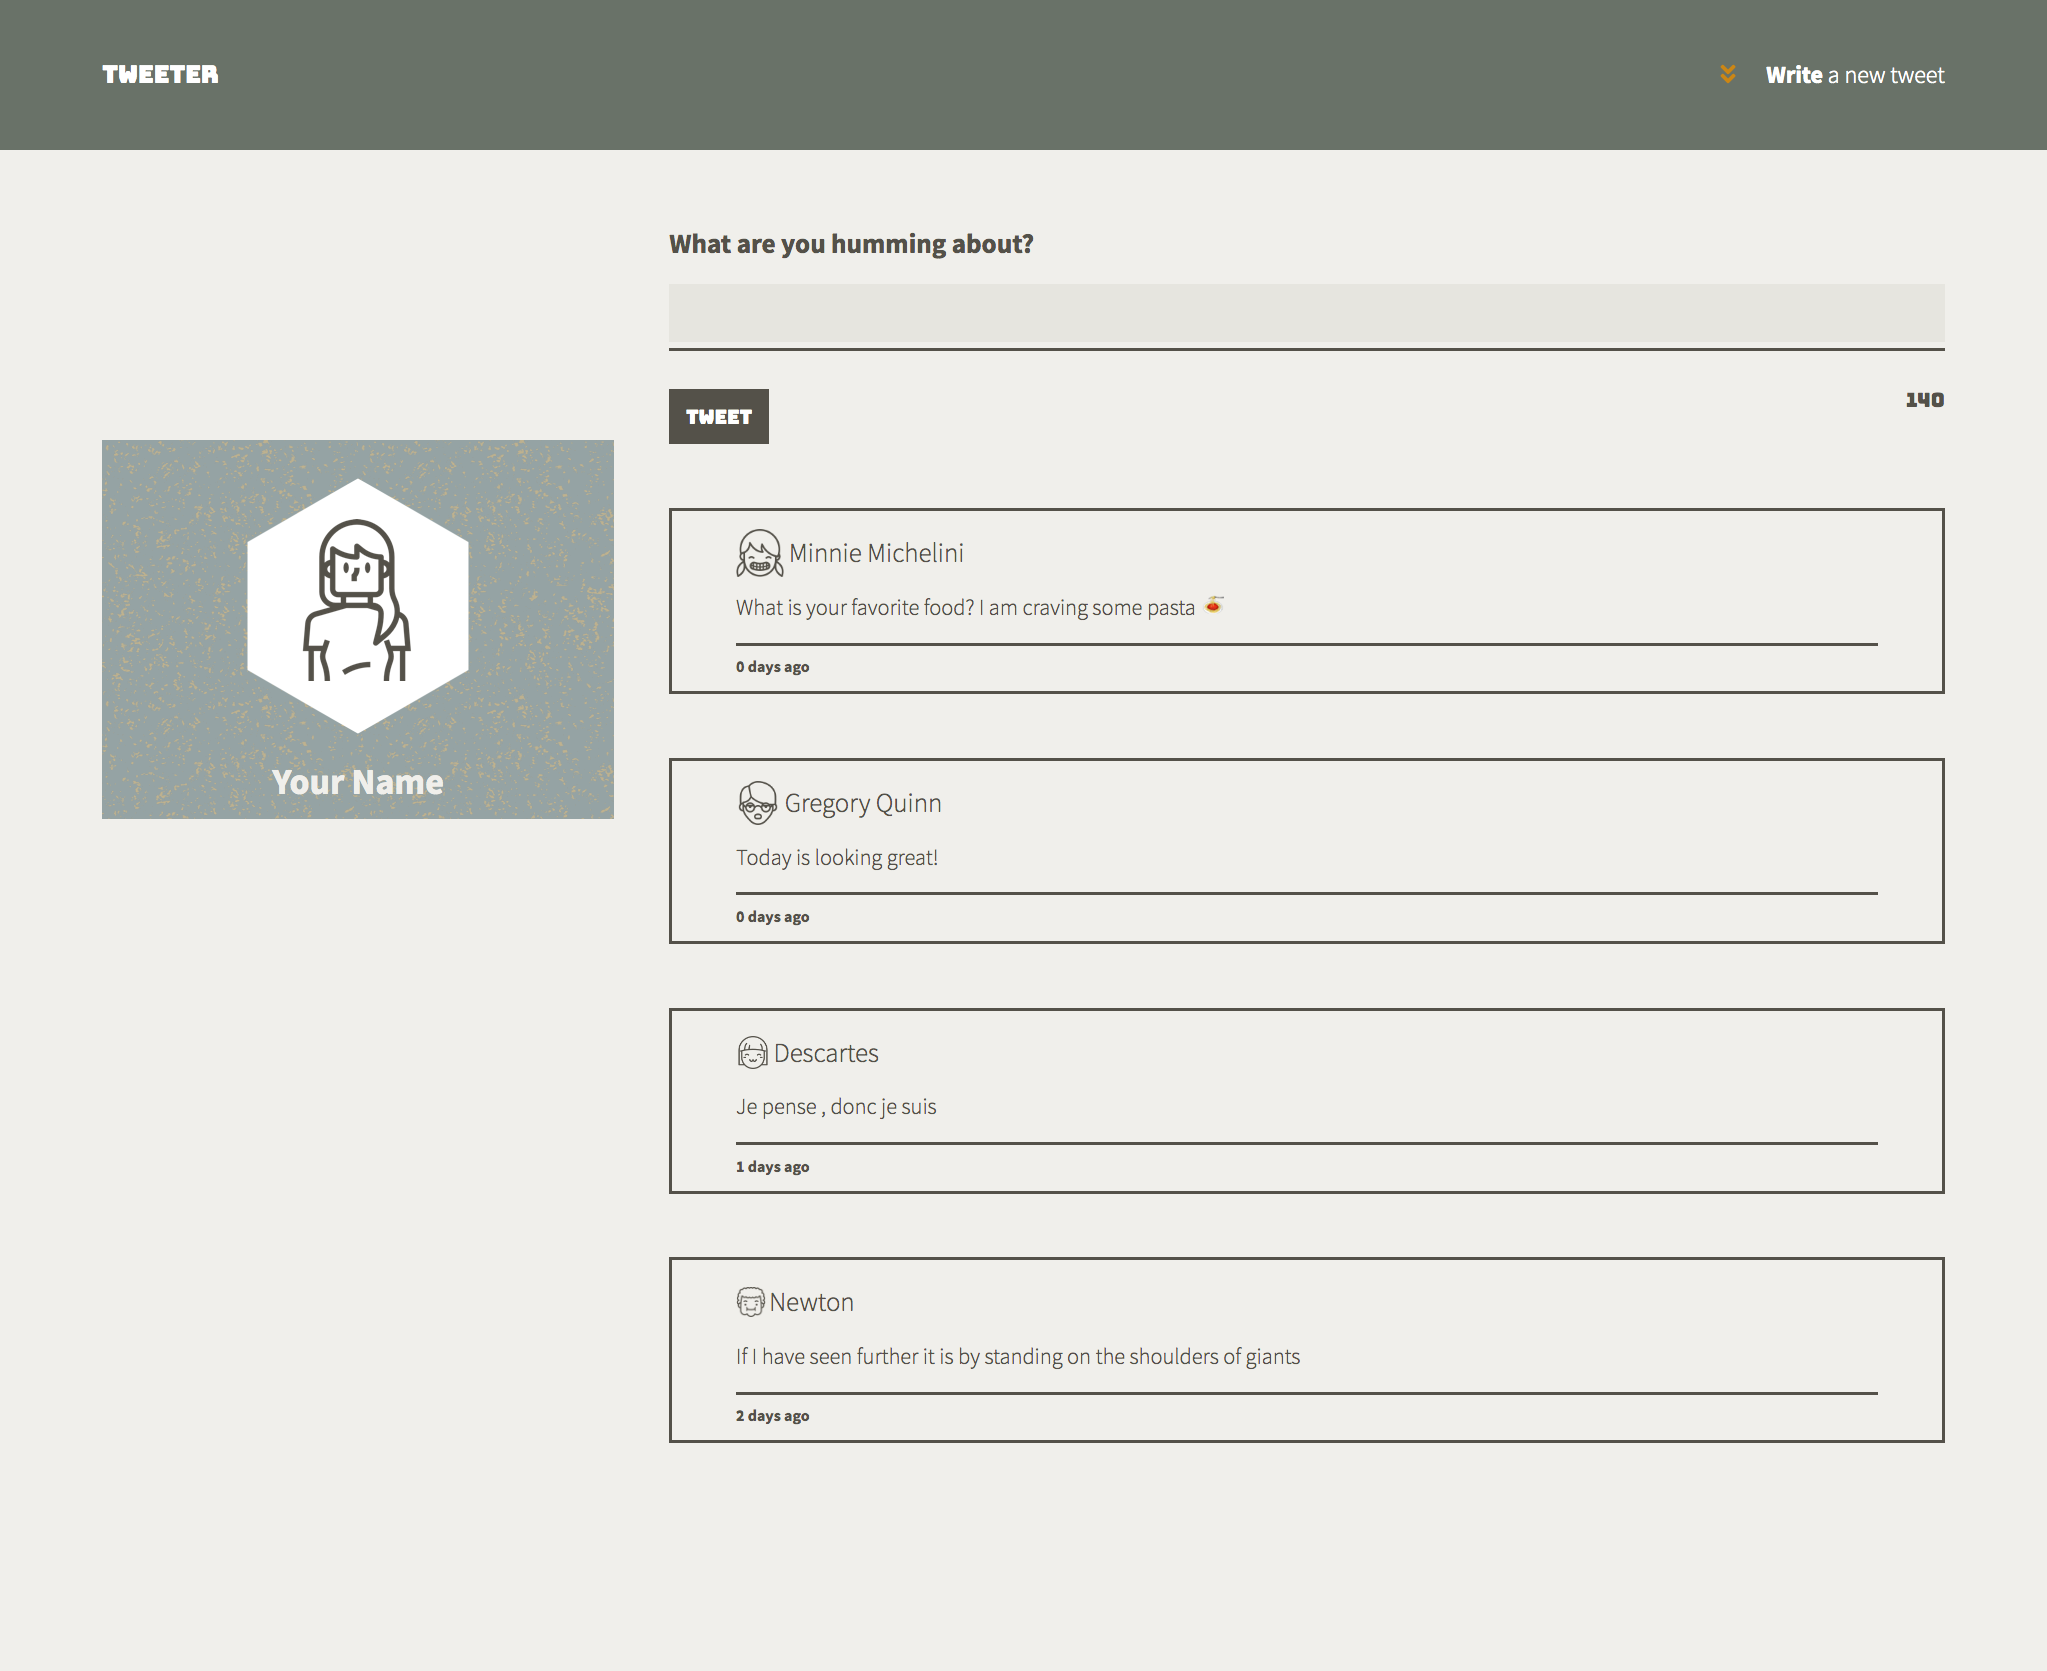 TWEETER
Write a new tweet
What are you humming about?
TWEET
140
Your Name
Minnie Michelini
What is your favorite food? I am craving some pasta 🍝
0 days ago
Gregory Quinn
Today is looking great!
0 days ago
Descartes
Je pense , donc je suis
1 days ago
Newton
If I have seen further it is by standing on the shoulders of giants
2 days ago